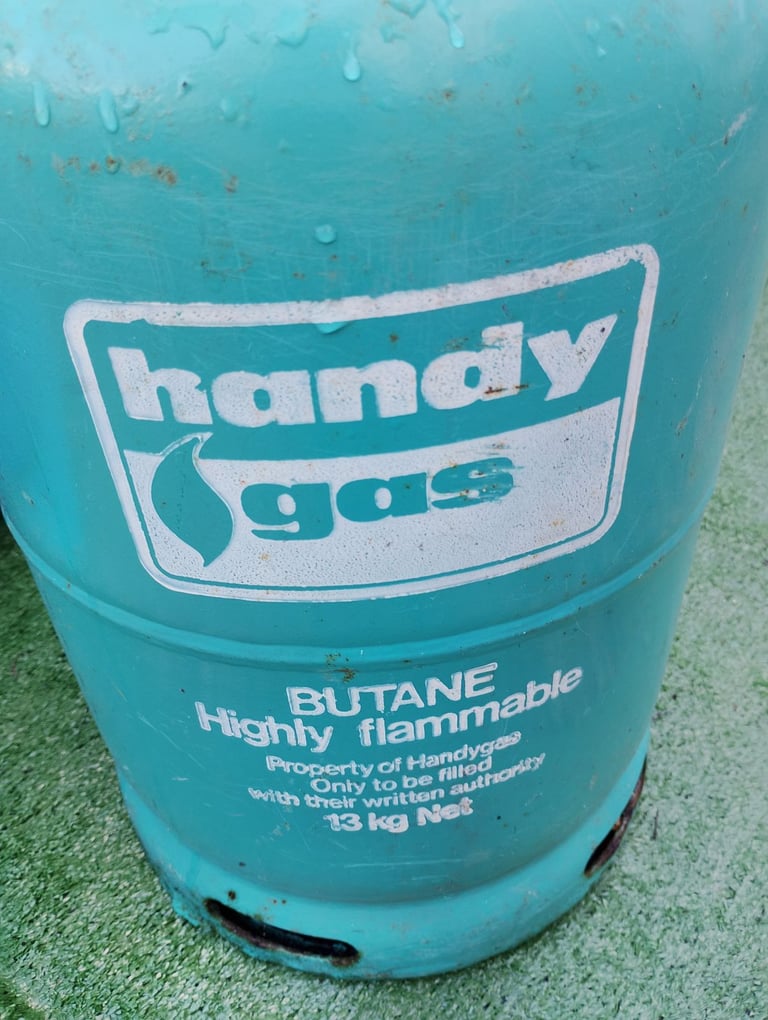 handy
gas
BUTANE
Highly flammable
Property of Handygas
Only to be filled
with their written authority
13 kg Net